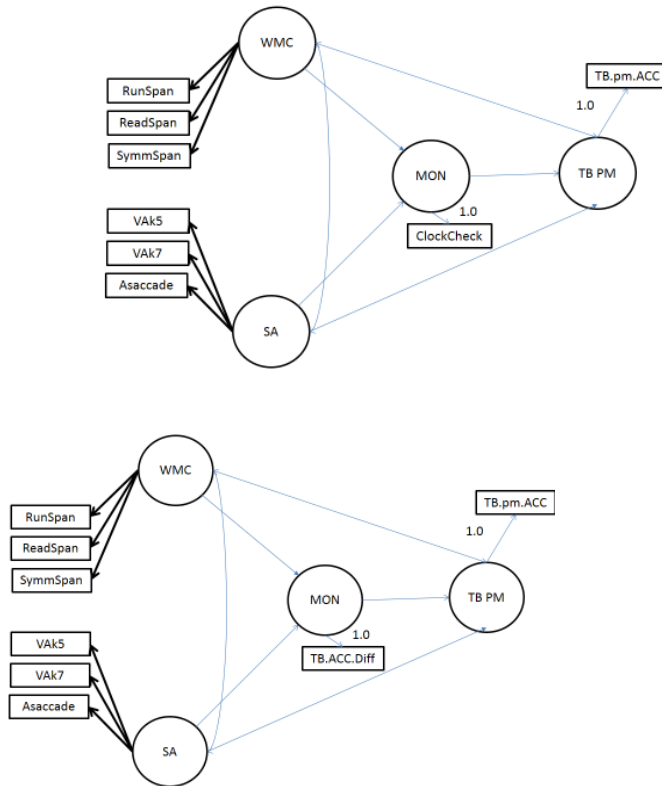 WMC
TB.pm.ACC
RunSpan
1.0
ReadSpan
SymmSpan
MON
TB PM
VAk5
1.0
ClockCheck
VAk7
Asaccade
SA
WMC
TB.pm.ACC
RunSpan
1.0
ReadSpan
SymmSpan
MON
TB PM
VAk5
1.0
TB.ACC.Diff
VAk7
Asaccade
SA